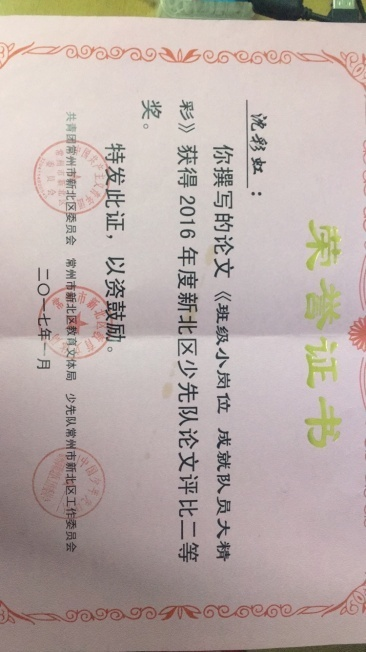 荣誉证书
沈彩虹：
你撰写的论文《班级小岗位 成就队员大精
彩》获得 2016 年度新北区少先队论文评比二等
奖。
特发此证，以资鼓励。
共青团常州市新北区委员会 常州市新北区教育文体局 少先队常州市新北区工作委员会
二〇一七年一月